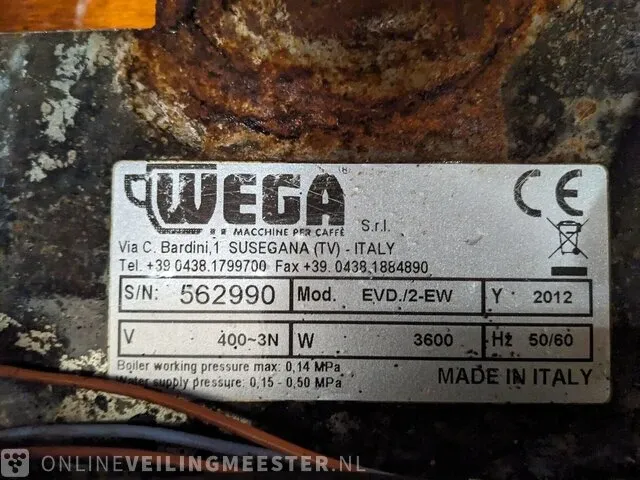 WEGA S.r.l.
MACCHINE PER CAFFÈ
Via C. Bardini,1 SUSEGANA (TV) - ITALY
Tel. +39 0438.1799700 Fax +39. 0438.1884890
S/N: 562990 Mod. EVD./2-EW Y 2012
V 400~3N W 3600 Hz 50/60
Boiler working pressure max: 0,14 MPa
Water supply pressure: 0,15 - 0,50 MPa
MADE IN ITALY
CE
ONLINEVEILINGMEESTER.NL